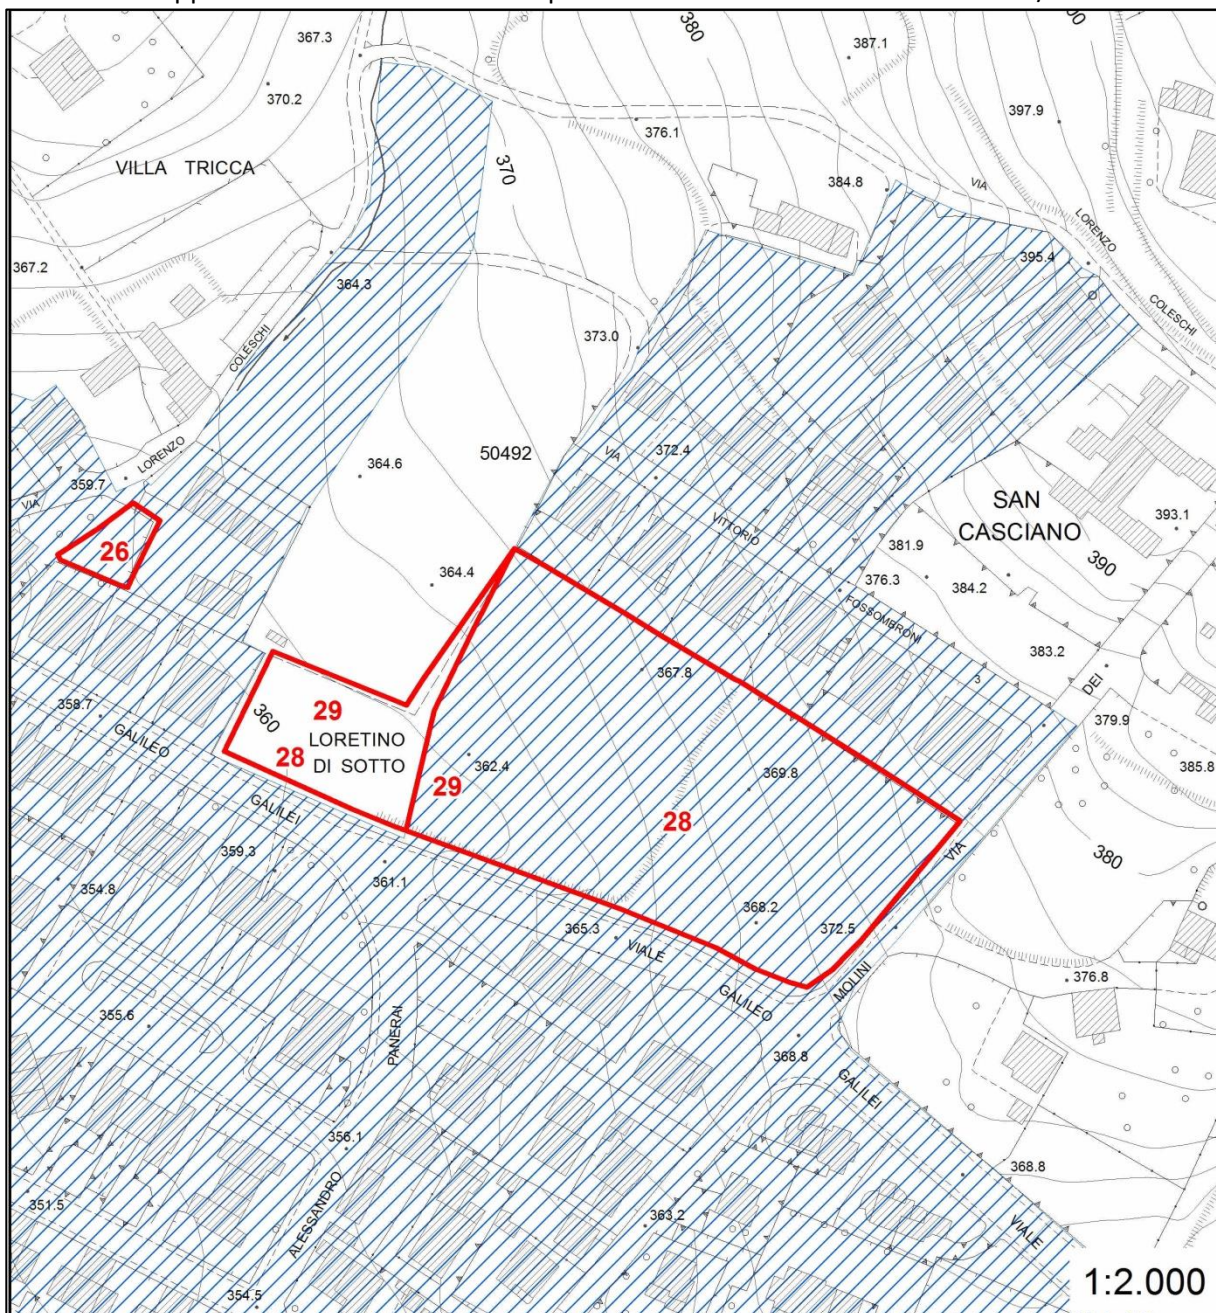 380
367.3
387.1
370.2
397.9
376.1
VILLA TRICCA
370
384.8
VIA
LORENZO
395.4
367.2
364.3
COLESCHI
373.0
COLESCHI
50492
VIA
372.4
LORENZO
364.6
359.7
SAN
CASCIANO
VIA
VITTORIO
393.1
381.9
390
26
364.4
376.3
384.2
FOSSOMBRONI
383.2
367.8
3
DEI
358.7
29
360
379.9
GALILEO
LORETINO
28
DI SOTTO
362.4
385.8
369.8
29
GALILEI
28
359.3
VIA
380
361.1
354.8
368.2
365.3
372.5
VIALE
376.8
MOLINI
GALILEO
355.6
PANERAI
368.8
GALILEI
356.1
368.8
351.5
ALESSANDRO
363.2
VIALE
354.5
1:2.000